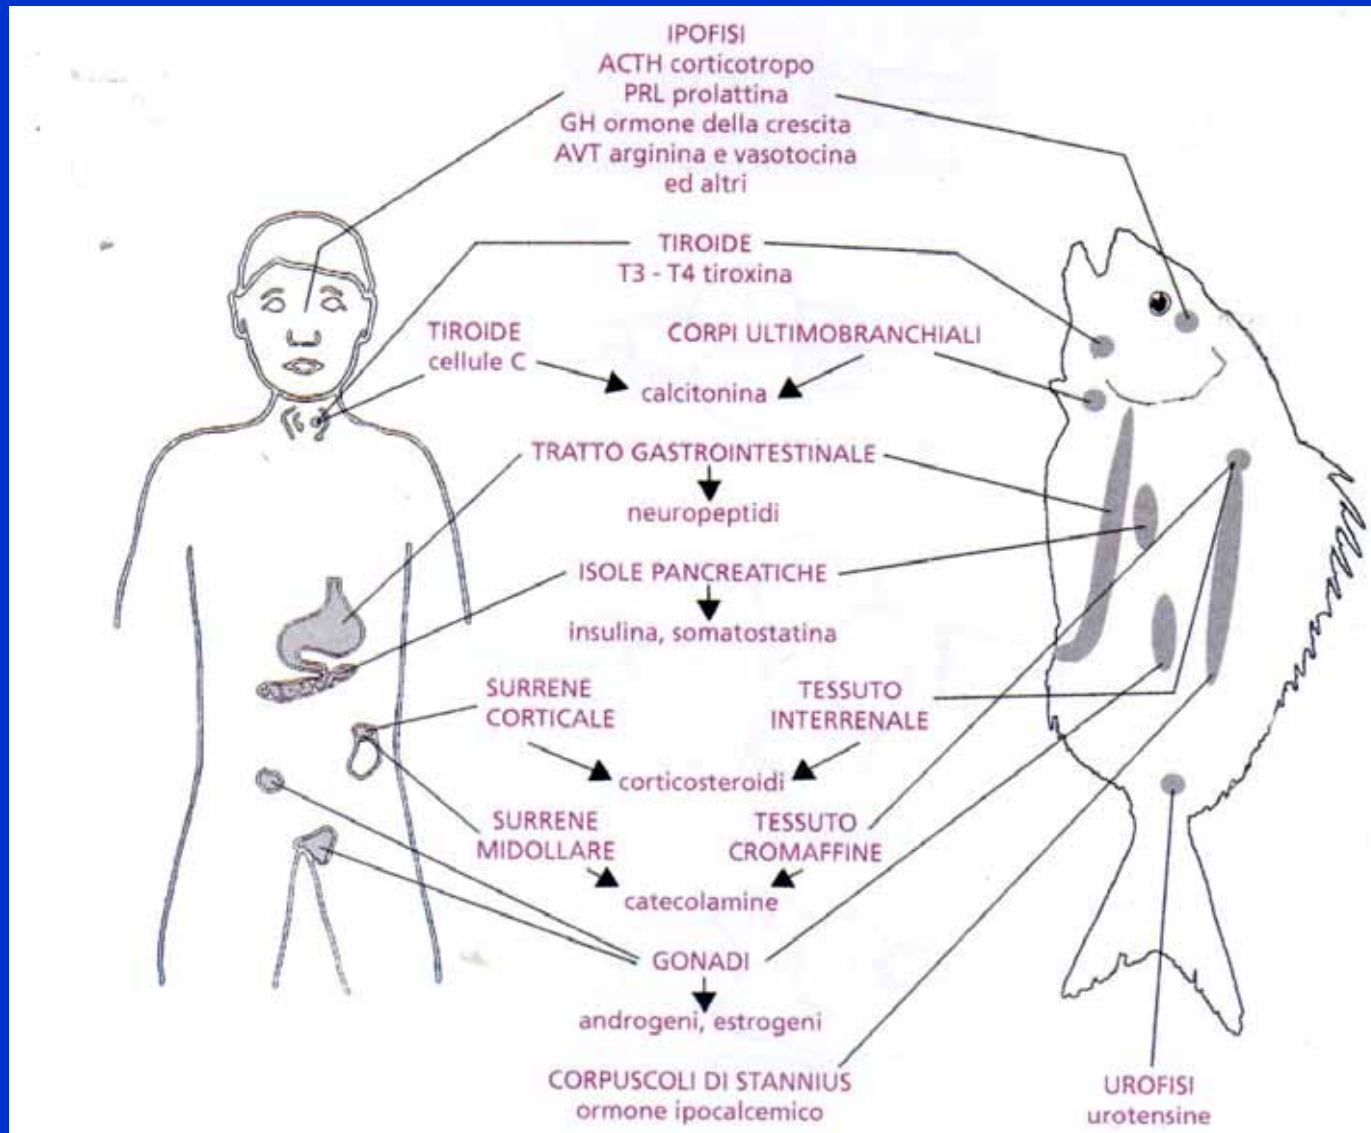 IPOFISI
ACTH corticotropo
PRL prolattina
GH ormone della crescita
AVT arginina e vasotocina
ed altri
TIROIDE
T3 - T4 tiroxina
TIROIDE
cellule C
CORPI ULTIMOBRANCHIALI
calcitonina
TRATTO GASTROINTESTINALE
neuropeptidi
ISOLE PANCREATICHE
insulina, somatostatina
SURRENE
CORTICALE
TESSUTO
INTERRENALE
corticosteroidi
SURRENE
MIDOLLARE
TESSUTO
CROMAFFINE
catecolamine
GONADI
androgeni, estrogeni
CORPUSCOLI DI STANNIUS
ormone ipocalcemico
UROFISI
urotensine